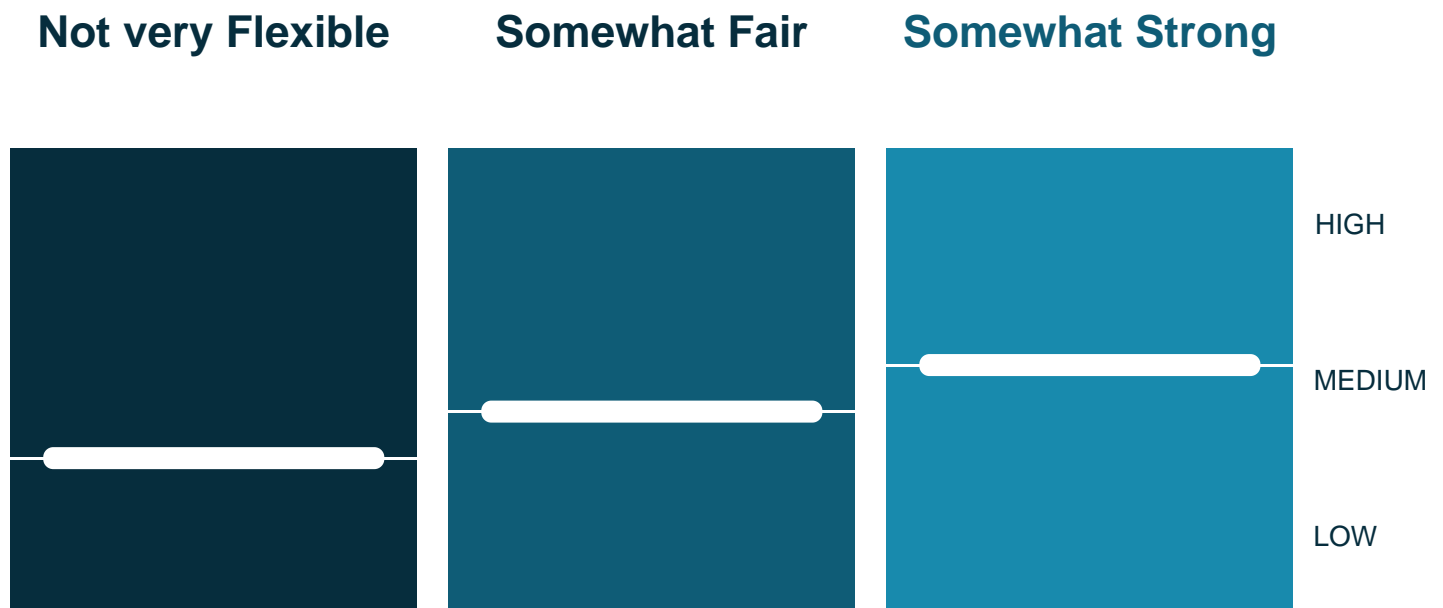 Not very Flexible
Somewhat Fair
Somewhat Strong
HIGH
MEDIUM
LOW